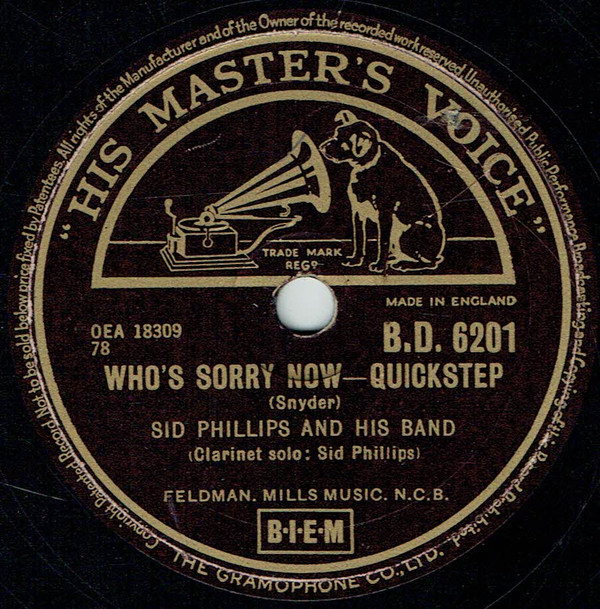 Copyright. Patented Record. Not to be sold below price fixed by Patentees. All rights of the Manufacturer and of the Owner of the recorded work reserved. Unauthorised Public Performance, Broadcasting and Copying of this Record Prohibited.
"HIS MASTER'S VOICE"
TRADE MARK
REGD
MADE IN ENGLAND
OEA 18309
78
B.D. 6201
WHO'S SORRY NOW—QUICKSTEP
(Snyder)
SID PHILLIPS AND HIS BAND
(Clarinet solo: Sid Phillips)
FELDMAN. MILLS MUSIC. N.C.B.
B·I·E·M
THE GRAMOPHONE CO., LTD.